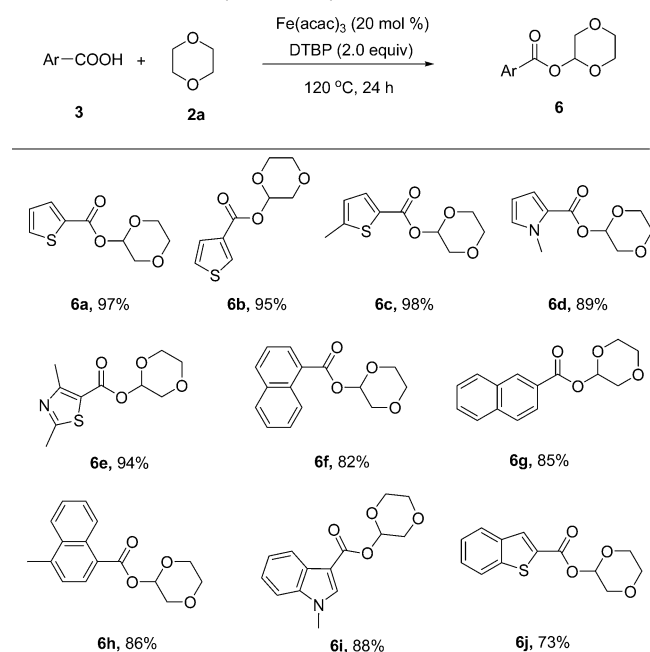 Fe(acac)3 (20 mol %)
Ar–COOH + O O DTBP (2.0 equiv) Ar O O O O
120 °C, 24 h
3 2a 6
S O O O O
6a, 97%
S O O O O
6b, 95%
S O O O O
6c, 98%
N O O O O
6d, 89%
N S O O O O
6e, 94%
O O O O
6f, 82%
O O O O
6g, 85%
O O O O
6h, 86%
N O O O O
6i, 88%
S O O O O
6j, 73%